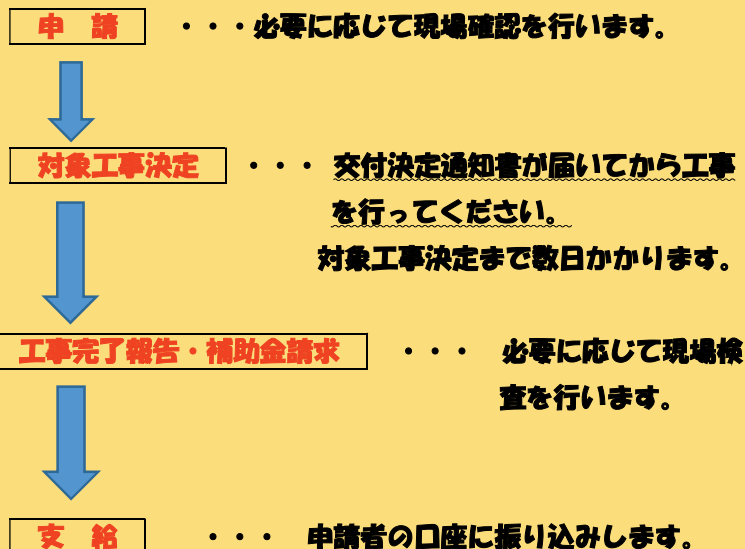 申　請　・・・必要に応じて現場確認を行います。
対象工事決定　・・・　交付決定通知書が届いてから工事
を行ってください。
対象工事決定まで数日かかります。
工事完了報告・補助金請求　・・・　必要に応じて現場検
査を行います。
支　給　・・・　申請者の口座に振り込みします。